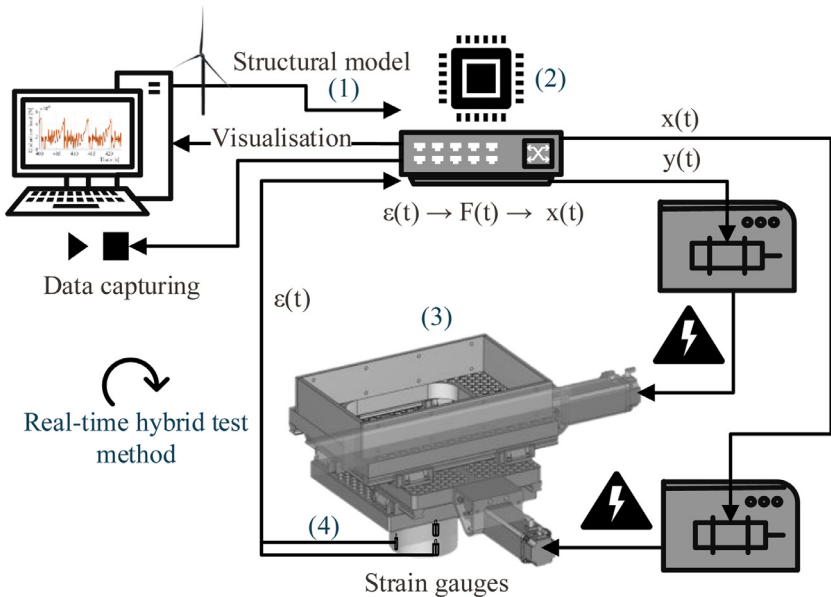 Structural model
(1)
(2)
x(t)
Visualisation
y(t)
ε(t) → F(t) → x(t)
Data capturing
ε(t)
(3)
Real-time hybrid test
method
(4)
Strain gauges